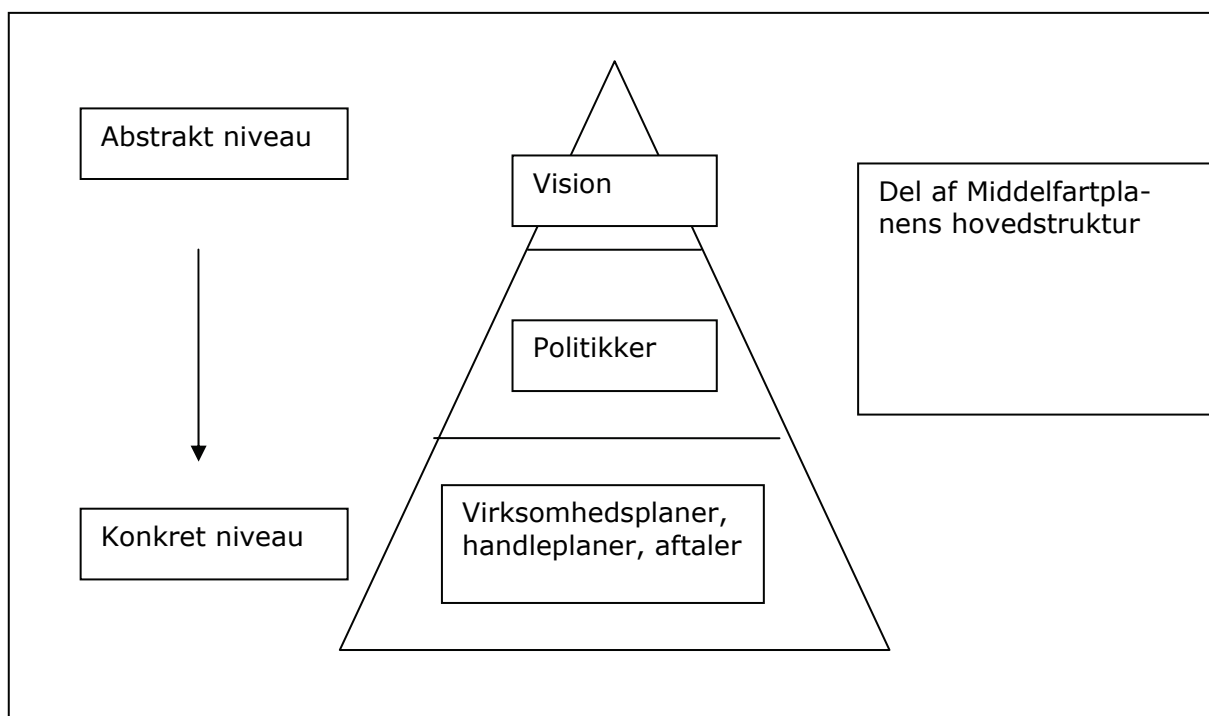 Abstrakt niveau
Vision
Del af Middelfartpla-
nens hovedstruktur
Politikker
Konkret niveau
Virksomhedsplaner,
handleplaner, aftaler